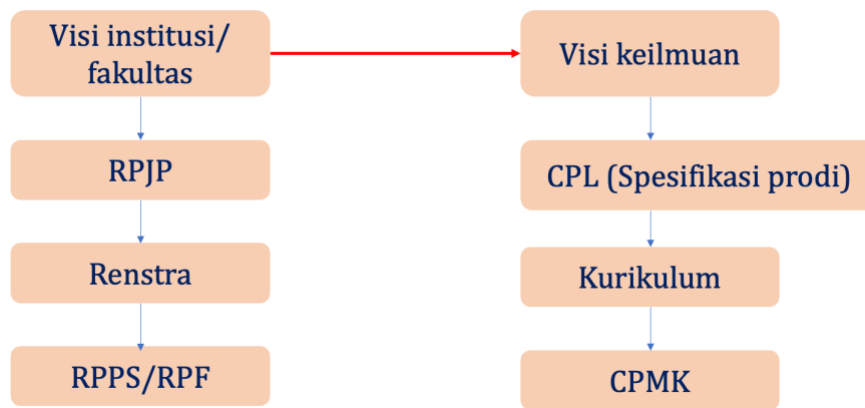 Visi institusi/
fakultas
Visi keilmuan
RPJP
CPL (Spesifikasi prodi)
Renstra
Kurikulum
RPPS/RPF
CPMK